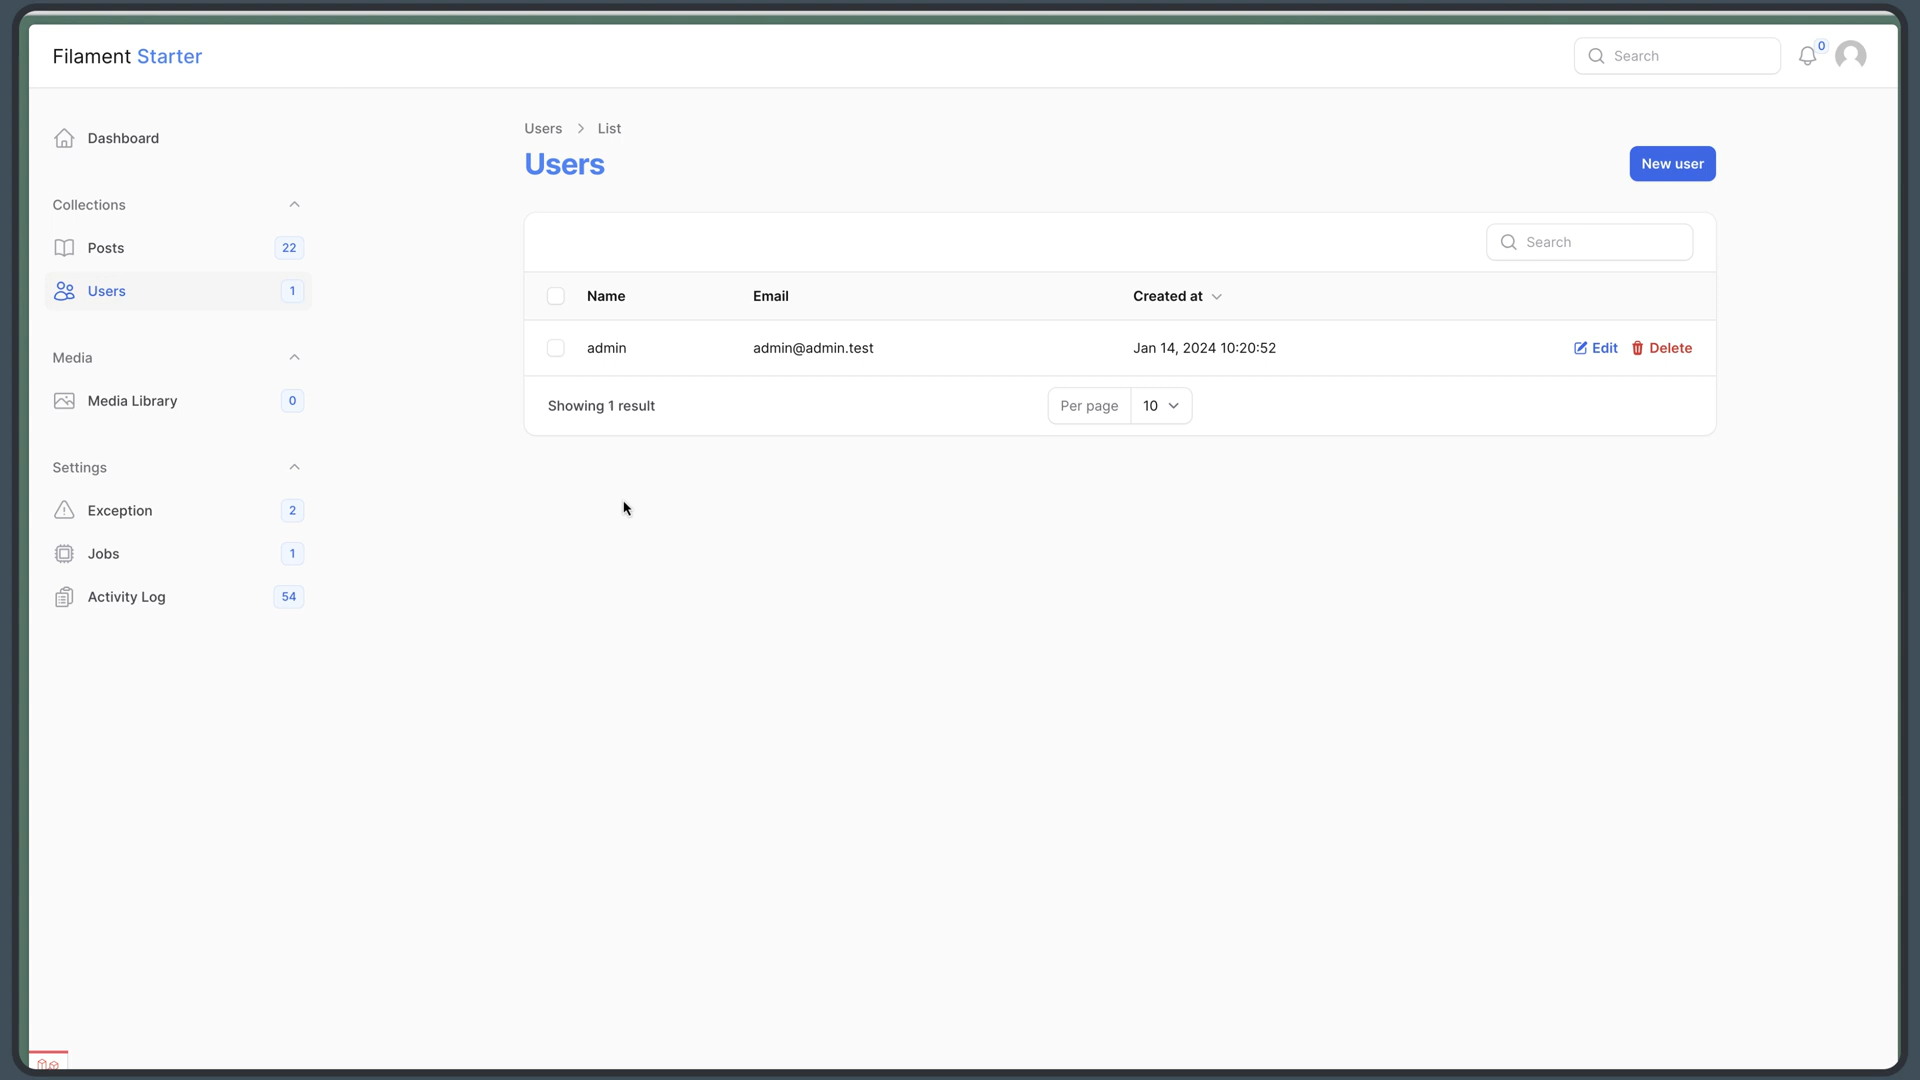 Filament Starter
Search
0
Dashboard
Collections
Posts 22
Users 1
Media
Media Library 0
Settings
Exception 2
Jobs 1
Activity Log 54
Users List
Users
New user
Search
Name Email Created at
admin admin@admin.test Jan 14, 2024 10:20:52 Edit Delete
Showing 1 result Per page 10